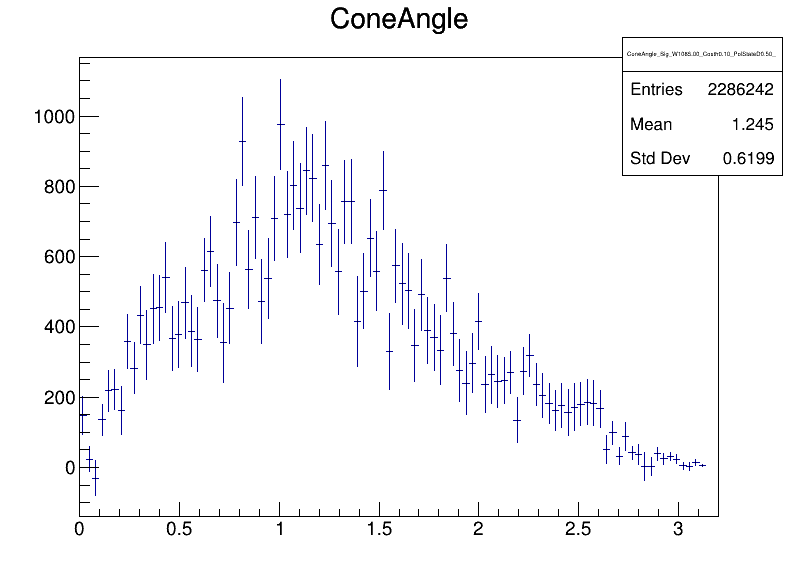 ConeAngle
ConeAngle_Sig_W1085.00_Costh0.10_PolStateD0.50_
Entries 2286242
Mean 1.245
Std Dev 0.6199
1000
800
600
400
200
0
0 0.5 1 1.5 2 2.5 3